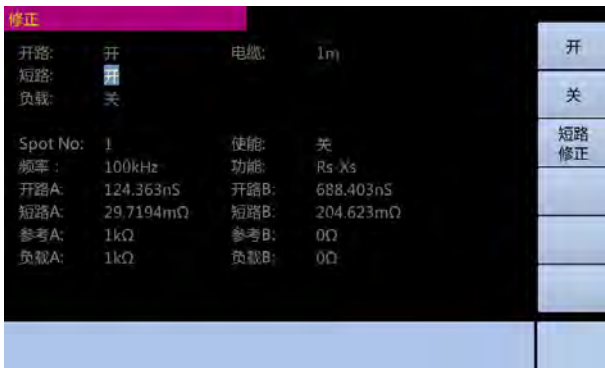 修正
开路: 开 电缆: 1m
短路: 开
负载: 关
Spot No: 1 使能: 关
频率: 100kHz 功能: Rs-Xs
开路A: 124.363nS 开路B: 688.403nS
短路A: 29.7194mΩ 短路B: 204.623mΩ
参考A: 1kΩ 参考B: 0Ω
负载A: 1kΩ 负载B: 0Ω
开
关
短路
修正